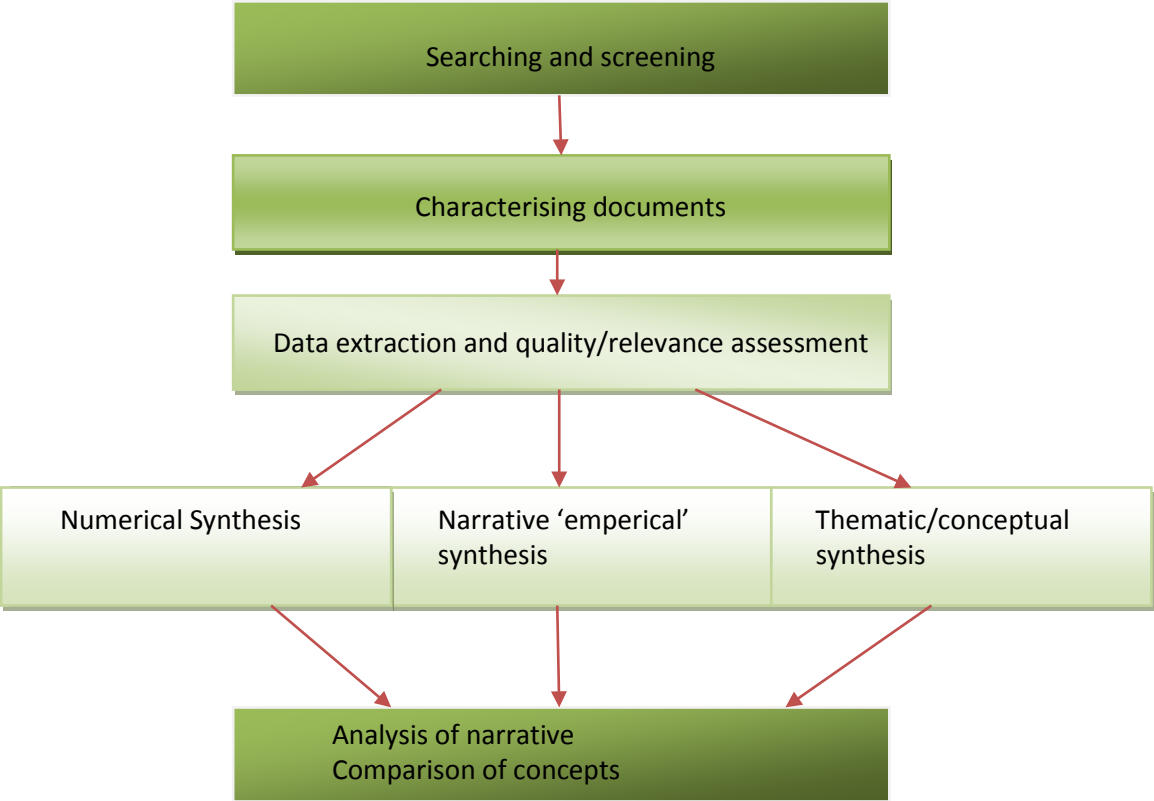 Searching and screening
Characterising documents
Data extraction and quality/relevance assessment
Numerical Synthesis
Narrative ‘emperical’
synthesis
Thematic/conceptual
synthesis
Analysis of narrative
Comparison of concepts